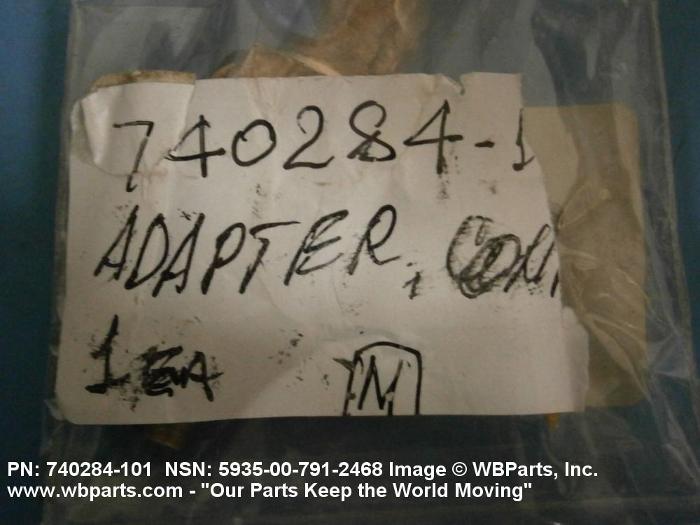 740284-1
ADAPTER, CON
1 EA
M
PN: 740284-101 NSN: 5935-00-791-2468 Image © WBParts, Inc.
www.wbparts.com - "Our Parts Keep the World Moving"